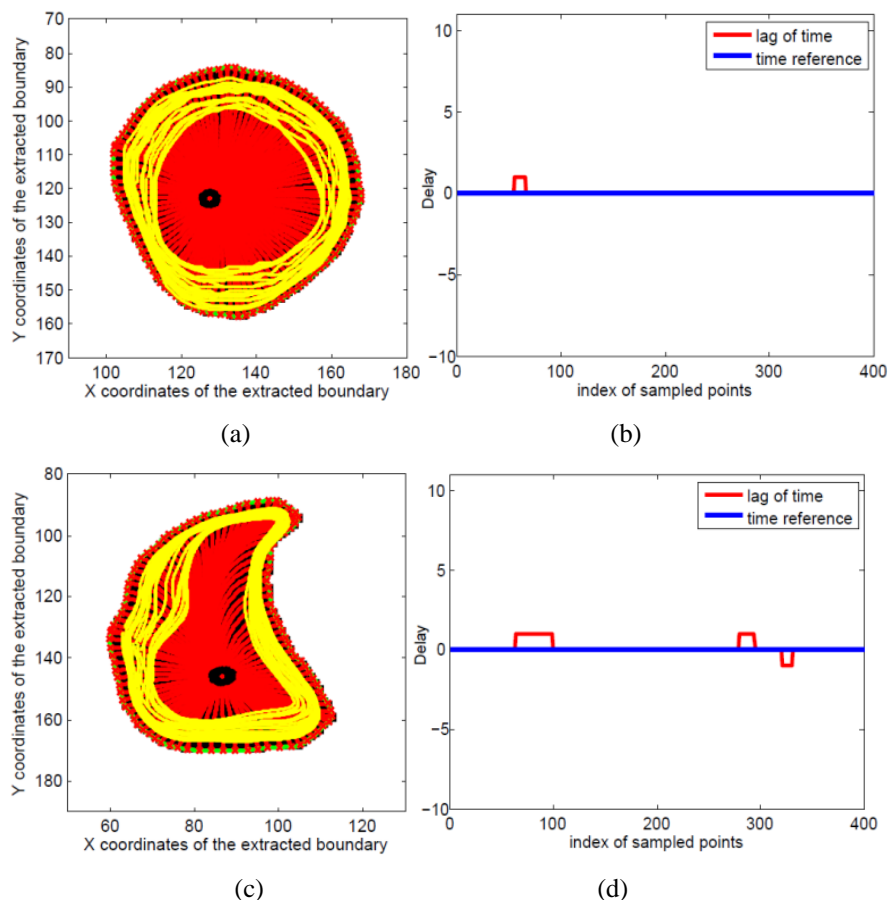 70
80
90
100
110
120
130
140
150
160
170
Y coordinates of the extracted boundary
100
120
140
160
180
X coordinates of the extracted boundary
(a)
10
5
0
−5
−10
Delay
lag of time
time reference
0
100
200
300
400
index of sampled points
(b)
80
100
120
140
160
180
Y coordinates of the extracted boundary
60
80
100
120
X coordinates of the extracted boundary
(c)
10
5
0
−5
−10
Delay
lag of time
time reference
0
100
200
300
400
index of sampled points
(d)